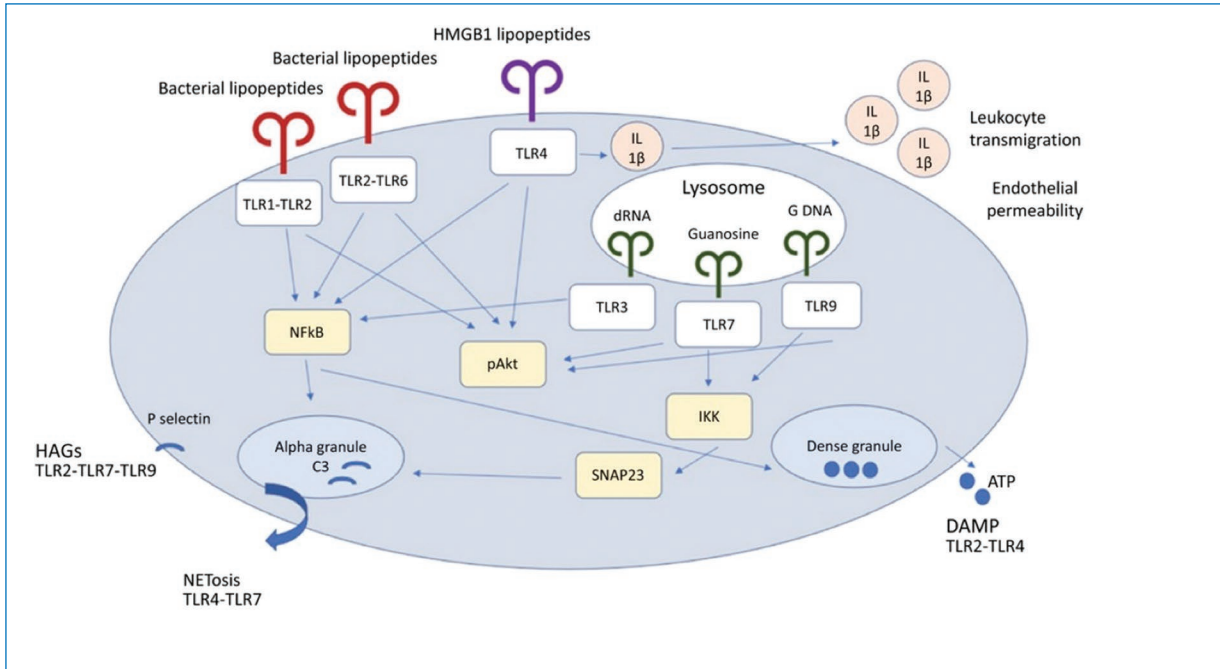 HMGB1 lipopeptides
Bacterial lipopeptides
Bacterial lipopeptides
IL
1β
IL
1β
IL
1β
IL
1β
Leukocyte
transmigration
Endothelial
permeability
TLR4
TLR2-TLR6
TLR1-TLR2
Lysosome
dRNA
Guanosine
G DNA
TLR3
TLR7
TLR9
NFkB
pAkt
IKK
P selectin
HAGs
TLR2-TLR7-TLR9
Alpha granule
C3
SNAP23
Dense granule
ATP
DAMP
TLR2-TLR4
NETosis
TLR4-TLR7